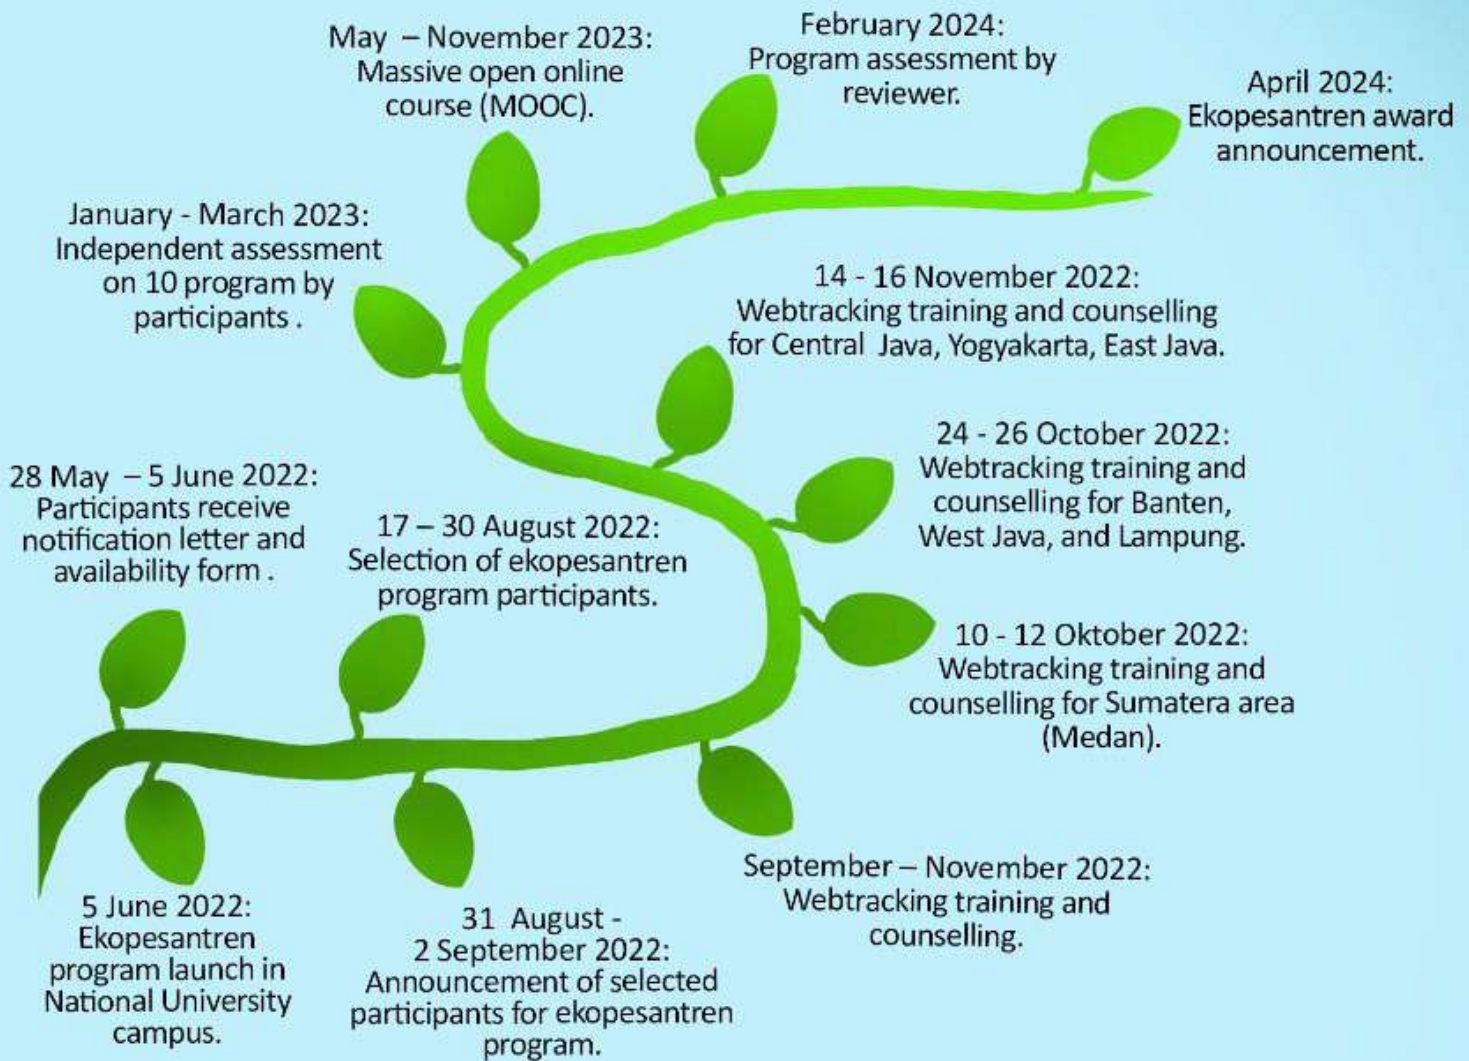 May – November 2023:
Massive open online
course (MOOC).
February 2024:
Program assessment by
reviewer.
April 2024:
Ekopesantren award
announcement.
January - March 2023:
Independent assessment
on 10 program by
participants .
14 - 16 November 2022:
Webtracking training and counselling
for Central Java, Yogyakarta, East Java.
24 - 26 October 2022:
Webtracking training and
counselling for Banten,
West Java, and Lampung.
28 May – 5 June 2022:
Participants receive
notification letter and
availability form .
17 – 30 August 2022:
Selection of ekopesantren
program participants.
10 - 12 Oktober 2022:
Webtracking training and
counselling for Sumatera area
(Medan).
September – November 2022:
Webtracking training and
counselling.
5 June 2022:
Ekopesantren
program launch in
National University
campus.
31 August -
2 September 2022:
Announcement of selected
participants for ekopesantren
program.